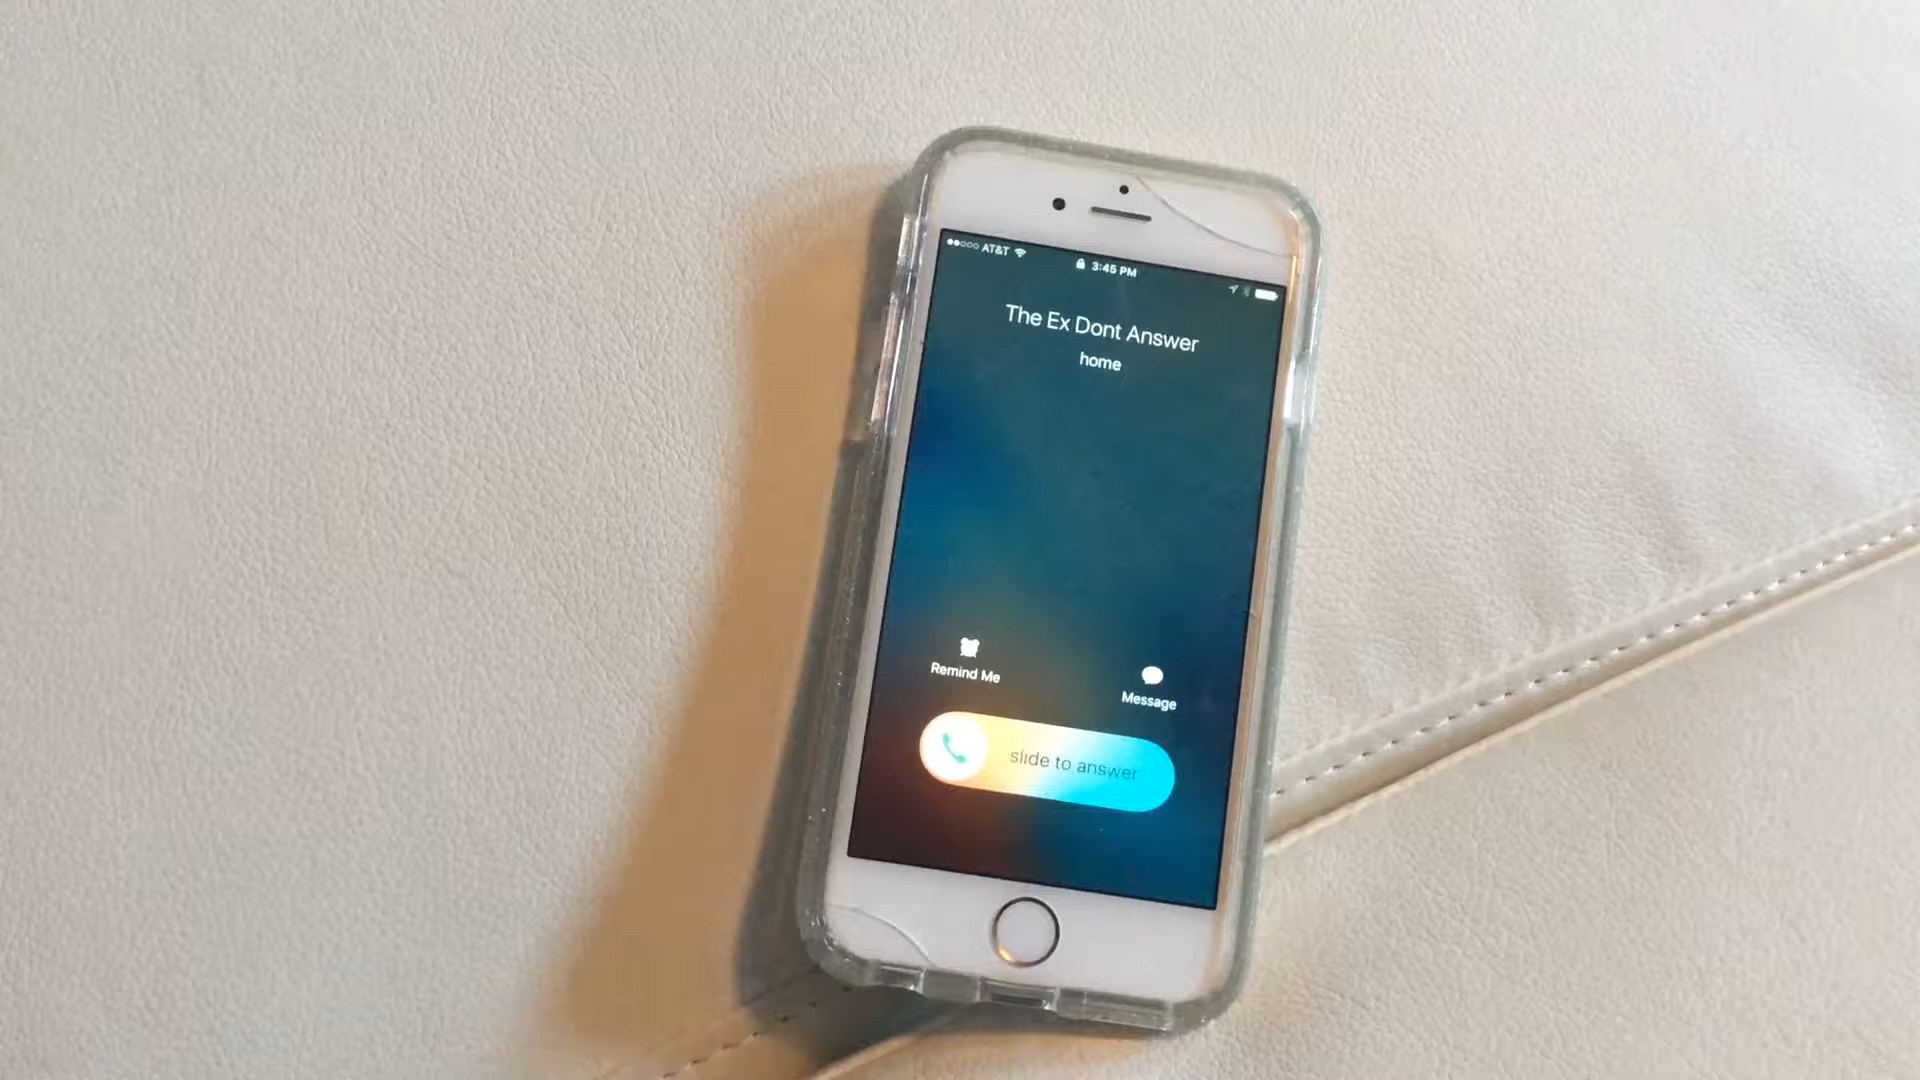 AT&T
3:45 PM
The Ex Dont Answer
home
Remind Me
Message
slide to answer